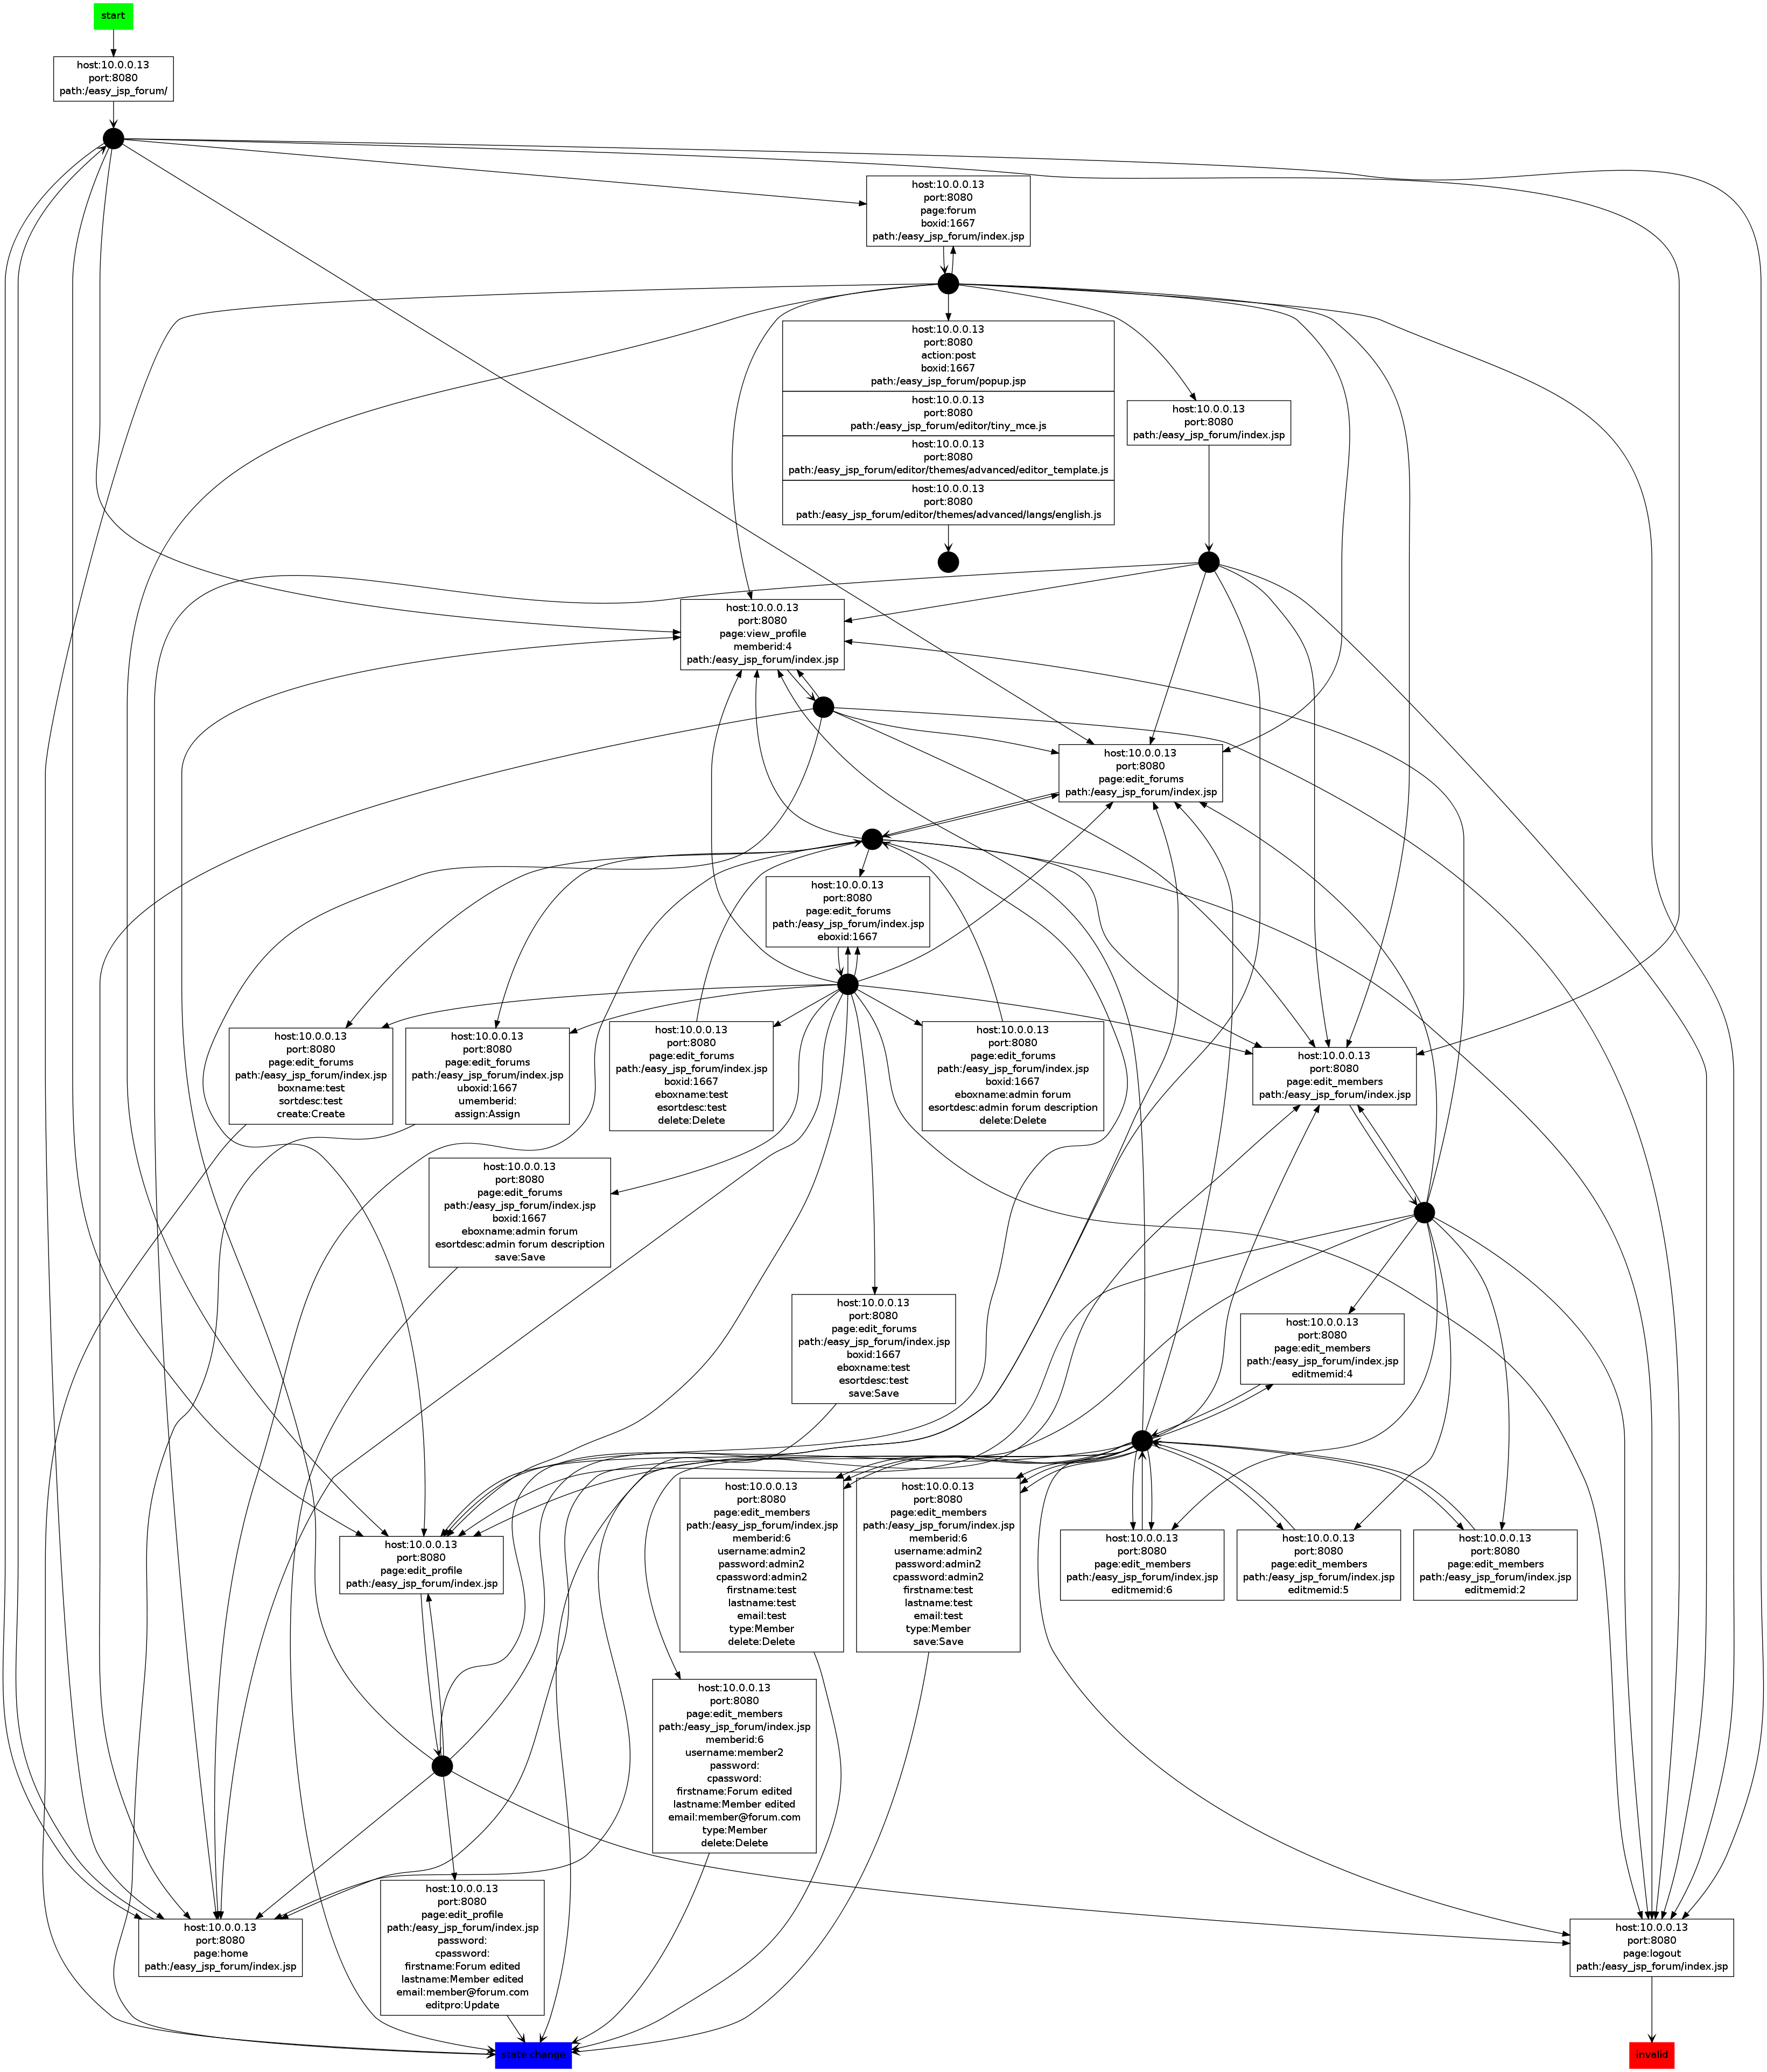 start
host:10.0.0.13
port:8080
path:/easy_jsp_forum/
host:10.0.0.13
port:8080
page:forum
boxid:1667
path:/easy_jsp_forum/index.jsp
host:10.0.0.13
port:8080
action:post
boxid:1667
path:/easy_jsp_forum/popup.jsp
host:10.0.0.13
port:8080
path:/easy_jsp_forum/editor/tiny_mce.js
host:10.0.0.13
port:8080
path:/easy_jsp_forum/editor/themes/advanced/editor_template.js
host:10.0.0.13
port:8080
path:/easy_jsp_forum/editor/themes/advanced/langs/english.js
host:10.0.0.13
port:8080
path:/easy_jsp_forum/index.jsp
host:10.0.0.13
port:8080
page:view_profile
memberid:4
path:/easy_jsp_forum/index.jsp
host:10.0.0.13
port:8080
page:edit_forums
path:/easy_jsp_forum/index.jsp
host:10.0.0.13
port:8080
page:edit_forums
path:/easy_jsp_forum/index.jsp
eboxid:1667
host:10.0.0.13
port:8080
page:edit_forums
path:/easy_jsp_forum/index.jsp
boxname:test
sortdesc:test
create:Create
host:10.0.0.13
port:8080
page:edit_forums
path:/easy_jsp_forum/index.jsp
uboxid:1667
umemberid:
assign:Assign
host:10.0.0.13
port:8080
page:edit_forums
path:/easy_jsp_forum/index.jsp
boxid:1667
eboxname:test
esortdesc:test
delete:Delete
host:10.0.0.13
port:8080
page:edit_forums
path:/easy_jsp_forum/index.jsp
boxid:1667
eboxname:admin forum
esortdesc:admin forum description
delete:Delete
host:10.0.0.13
port:8080
page:edit_members
path:/easy_jsp_forum/index.jsp
host:10.0.0.13
port:8080
page:edit_forums
path:/easy_jsp_forum/index.jsp
boxid:1667
eboxname:admin forum
esortdesc:admin forum description
save:Save
host:10.0.0.13
port:8080
page:edit_forums
path:/easy_jsp_forum/index.jsp
boxid:1667
eboxname:test
esortdesc:test
save:Save
host:10.0.0.13
port:8080
page:edit_members
path:/easy_jsp_forum/index.jsp
editmemid:4
host:10.0.0.13
port:8080
page:edit_profile
path:/easy_jsp_forum/index.jsp
host:10.0.0.13
port:8080
page:edit_members
path:/easy_jsp_forum/index.jsp
memberid:6
username:admin2
password:admin2
cpassword:admin2
firstname:test
lastname:test
email:test
type:Member
delete:Delete
host:10.0.0.13
port:8080
page:edit_members
path:/easy_jsp_forum/index.jsp
memberid:6
username:admin2
password:admin2
cpassword:admin2
firstname:test
lastname:test
email:test
type:Member
save:Save
host:10.0.0.13
port:8080
page:edit_members
path:/easy_jsp_forum/index.jsp
editmemid:6
host:10.0.0.13
port:8080
page:edit_members
path:/easy_jsp_forum/index.jsp
editmemid:5
host:10.0.0.13
port:8080
page:edit_members
path:/easy_jsp_forum/index.jsp
editmemid:2
host:10.0.0.13
port:8080
page:edit_members
path:/easy_jsp_forum/index.jsp
memberid:6
username:member2
password:
cpassword:
firstname:Forum edited
lastname:Member edited
email:member@forum.com
type:Member
delete:Delete
host:10.0.0.13
port:8080
page:edit_profile
path:/easy_jsp_forum/index.jsp
password:
cpassword:
firstname:Forum edited
lastname:Member edited
email:member@forum.com
editpro:Update
host:10.0.0.13
port:8080
page:home
path:/easy_jsp_forum/index.jsp
host:10.0.0.13
port:8080
page:logout
path:/easy_jsp_forum/index.jsp
state change
invalid